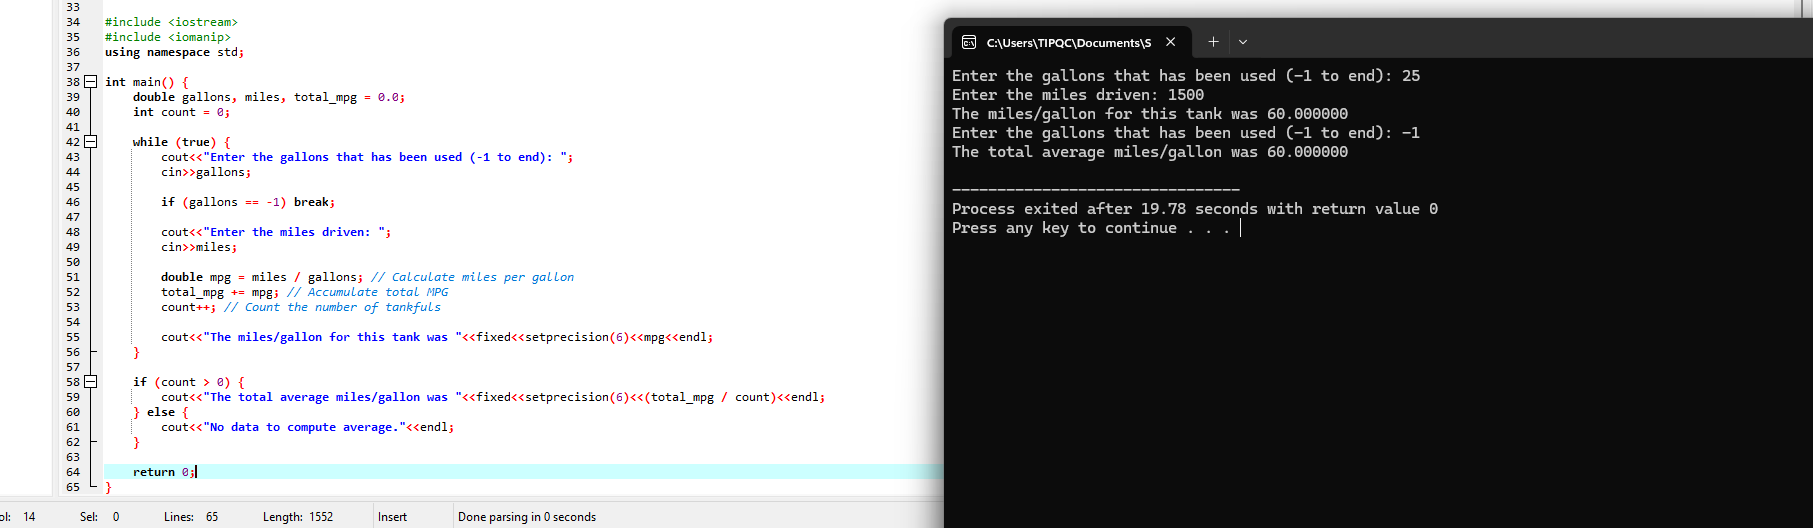 33
34 #include <iostream>
35 #include <iomanip>
36 using namespace std;
37
38 int main() {
39 double gallons, miles, total_mpg = 0.0;
40 int count = 0;
41
42 while (true) {
43 cout<<"Enter the gallons that has been used (-1 to end): ";
44 cin>>gallons;
45
46 if (gallons == -1) break;
47
48 cout<<"Enter the miles driven: ";
49 cin>>miles;
50
51 double mpg = miles / gallons; // Calculate miles per gallon
52 total_mpg += mpg; // Accumulate total MPG
53 count++; // Count the number of tankfuls
54
55 cout<<"The miles/gallon for this tank was "<<fixed<<setprecision(6)<<mpg<<endl;
56 }
57
58 if (count > 0) {
59 cout<<"The total average miles/gallon was "<<fixed<<setprecision(6)<<(total_mpg / count)<<endl;
60 } else {
61 cout<<"No data to compute average."<<endl;
62 }
63
64 return 0;
65 }
ol: 14 Sel: 0 Lines: 65 Length: 1552 Insert Done parsing in 0 seconds
C:\Users\TIPQC\Documents\S
Enter the gallons that has been used (-1 to end): 25
Enter the miles driven: 1500
The miles/gallon for this tank was 60.000000
Enter the gallons that has been used (-1 to end): -1
The total average miles/gallon was 60.000000
--------------------------------
Process exited after 19.78 seconds with return value 0
Press any key to continue . . .